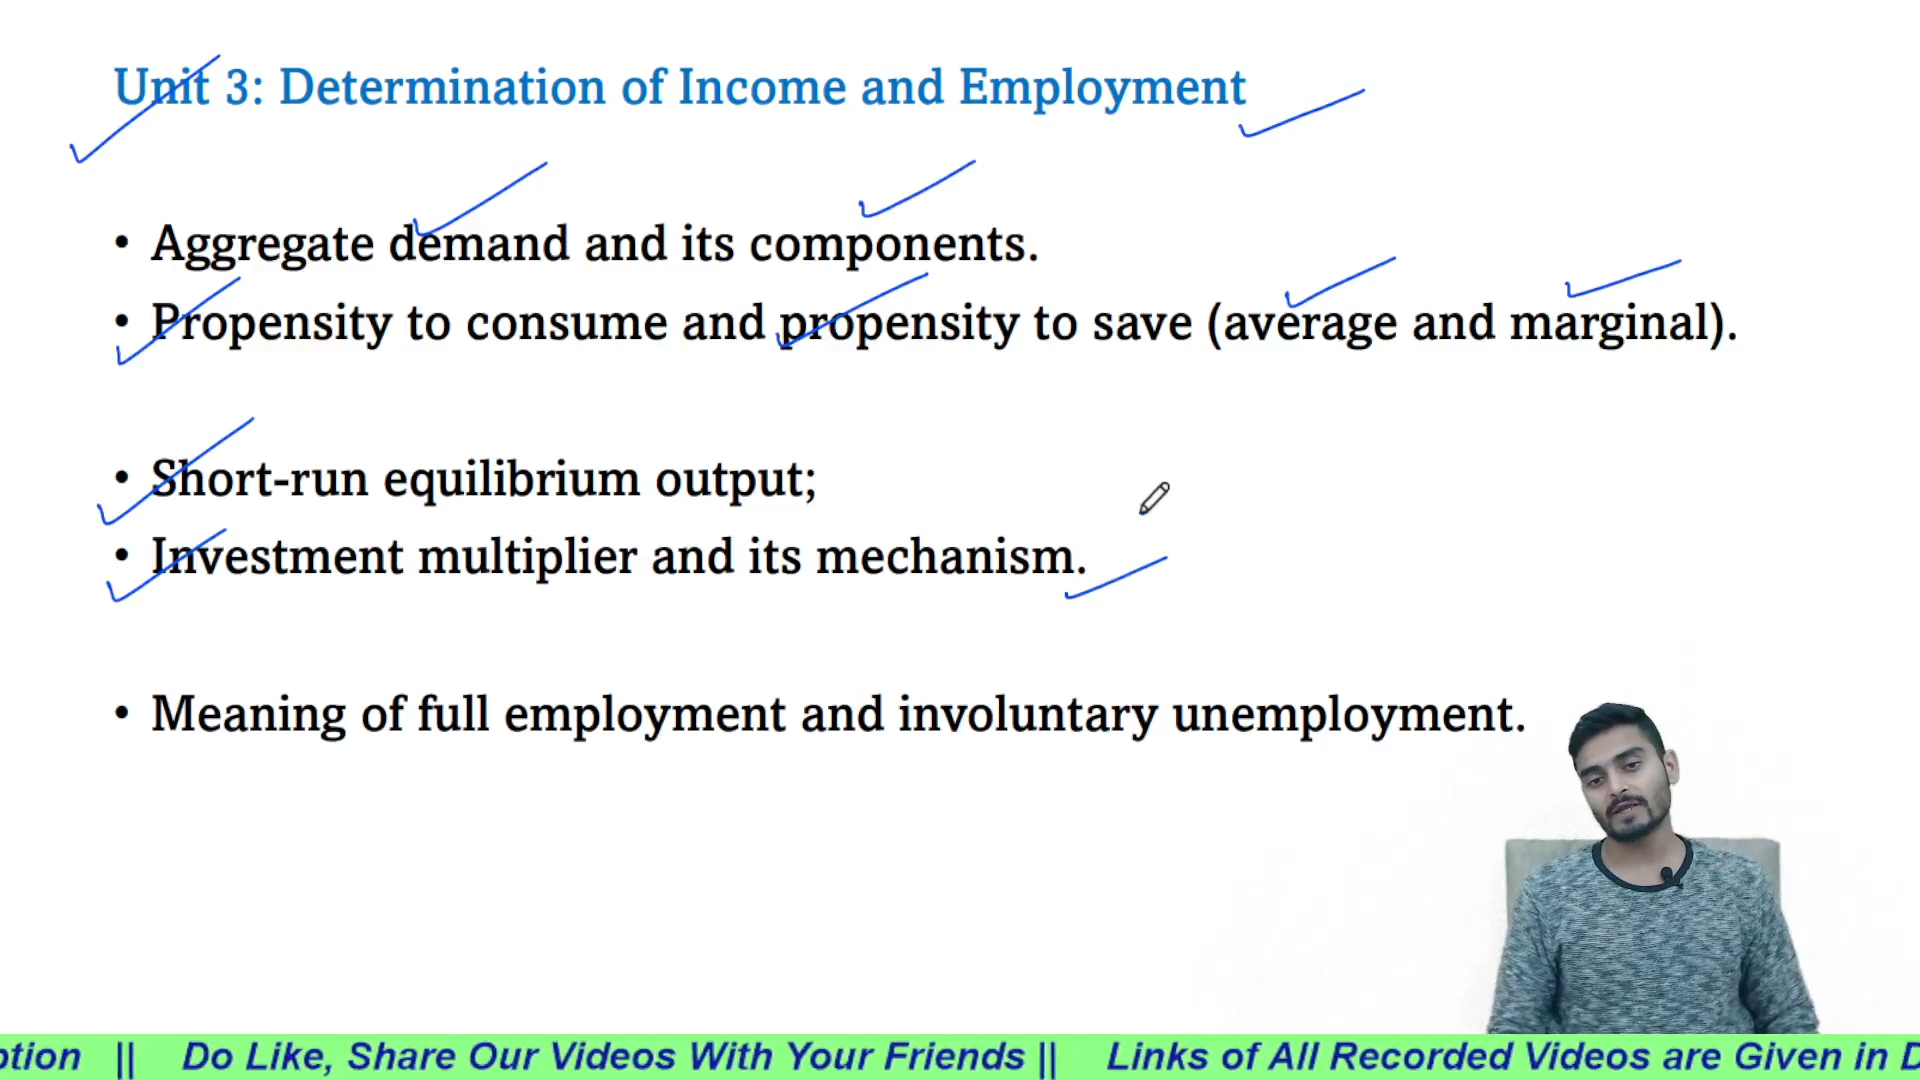 Unit 3: Determination of Income and Employment
• Aggregate demand and its components.
• Propensity to consume and propensity to save (average and marginal).
• Short-run equilibrium output;
• Investment multiplier and its mechanism.
• Meaning of full employment and involuntary unemployment.
|| Do Like, Share Our Videos With Your Friends || Links of All Recorded Videos are Given in